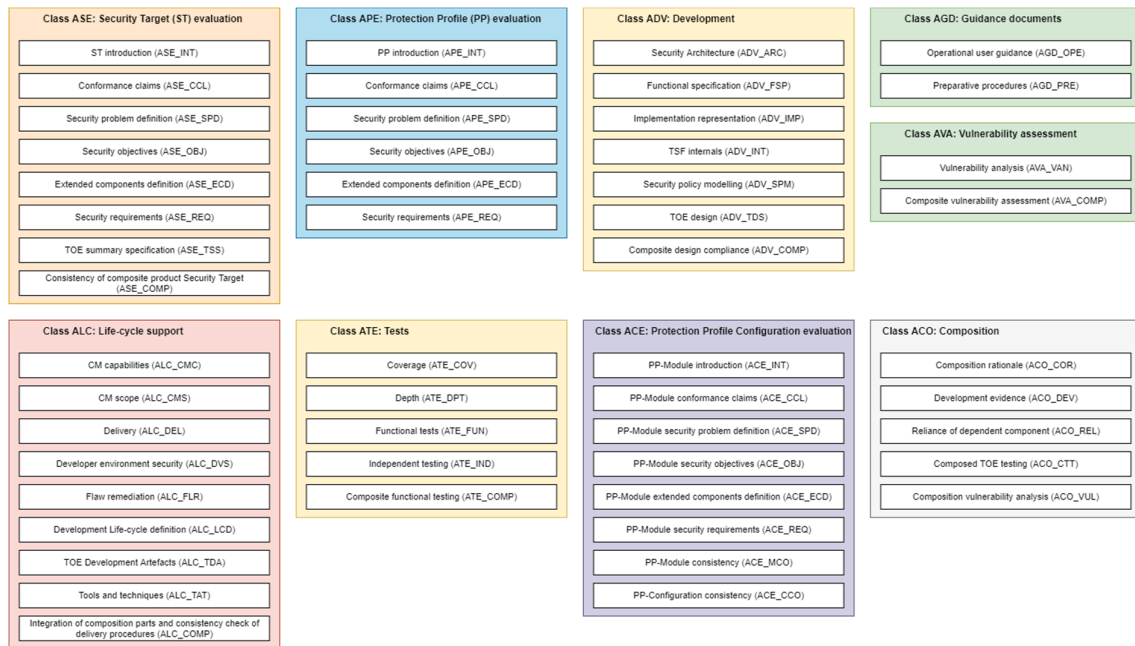 Class ASE: Security Target (ST) evaluation
ST introduction (ASE_INT)
Conformance claims (ASE_CCL)
Security problem definition (ASE_SPD)
Security objectives (ASE_OBJ)
Extended components definition (ASE_ECD)
Security requirements (ASE_REQ)
TOE summary specification (ASE_TSS)
Consistency of composite product Security Target
(ASE_COMP)
Class APE: Protection Profile (PP) evaluation
PP introduction (APE_INT)
Conformance claims (APE_CCL)
Security problem definition (APE_SPD)
Security objectives (APE_OBJ)
Extended components definition (APE_ECD)
Security requirements (APE_REQ)
Class ADV: Development
Security Architecture (ADV_ARC)
Functional specification (ADV_FSP)
Implementation representation (ADV_IMP)
TSF internals (ADV_INT)
Security policy modelling (ADV_SPM)
TOE design (ADV_TDS)
Composite design compliance (ADV_COMP)
Class AGD: Guidance documents
Operational user guidance (AGD_OPE)
Preparative procedures (AGD_PRE)
Class AVA: Vulnerability assessment
Vulnerability analysis (AVA_VAN)
Composite vulnerability assessment (AVA_COMP)
Class ALC: Life-cycle support
CM capabilities (ALC_CMC)
CM scope (ALC_CMS)
Delivery (ALC_DEL)
Developer environment security (ALC_DVS)
Flaw remediation (ALC_FLR)
Development Life-cycle definition (ALC_LCD)
TOE Development Artefacts (ALC_TDA)
Tools and techniques (ALC_TAT)
Integration of composition parts and consistency check of
delivery procedures (ALC_COMP)
Class ATE: Tests
Coverage (ATE_COV)
Depth (ATE_DPT)
Functional tests (ATE_FUN)
Independent testing (ATE_IND)
Composite functional testing (ATE_COMP)
Class ACE: Protection Profile Configuration evaluation
PP-Module introduction (ACE_INT)
PP-Module conformance claims (ACE_CCL)
PP-Module security problem definition (ACE_SPD)
PP-Module security objectives (ACE_OBJ)
PP-Module extended components definition (ACE_ECD)
PP-Module security requirements (ACE_REQ)
PP-Module consistency (ACE_MCO)
PP-Configuration consistency (ACE_CCO)
Class ACO: Composition
Composition rationale (ACO_COR)
Development evidence (ACO_DEV)
Reliance of dependent component (ACO_REL)
Composed TOE testing (ACO_CTT)
Composition vulnerability analysis (ACO_VUL)